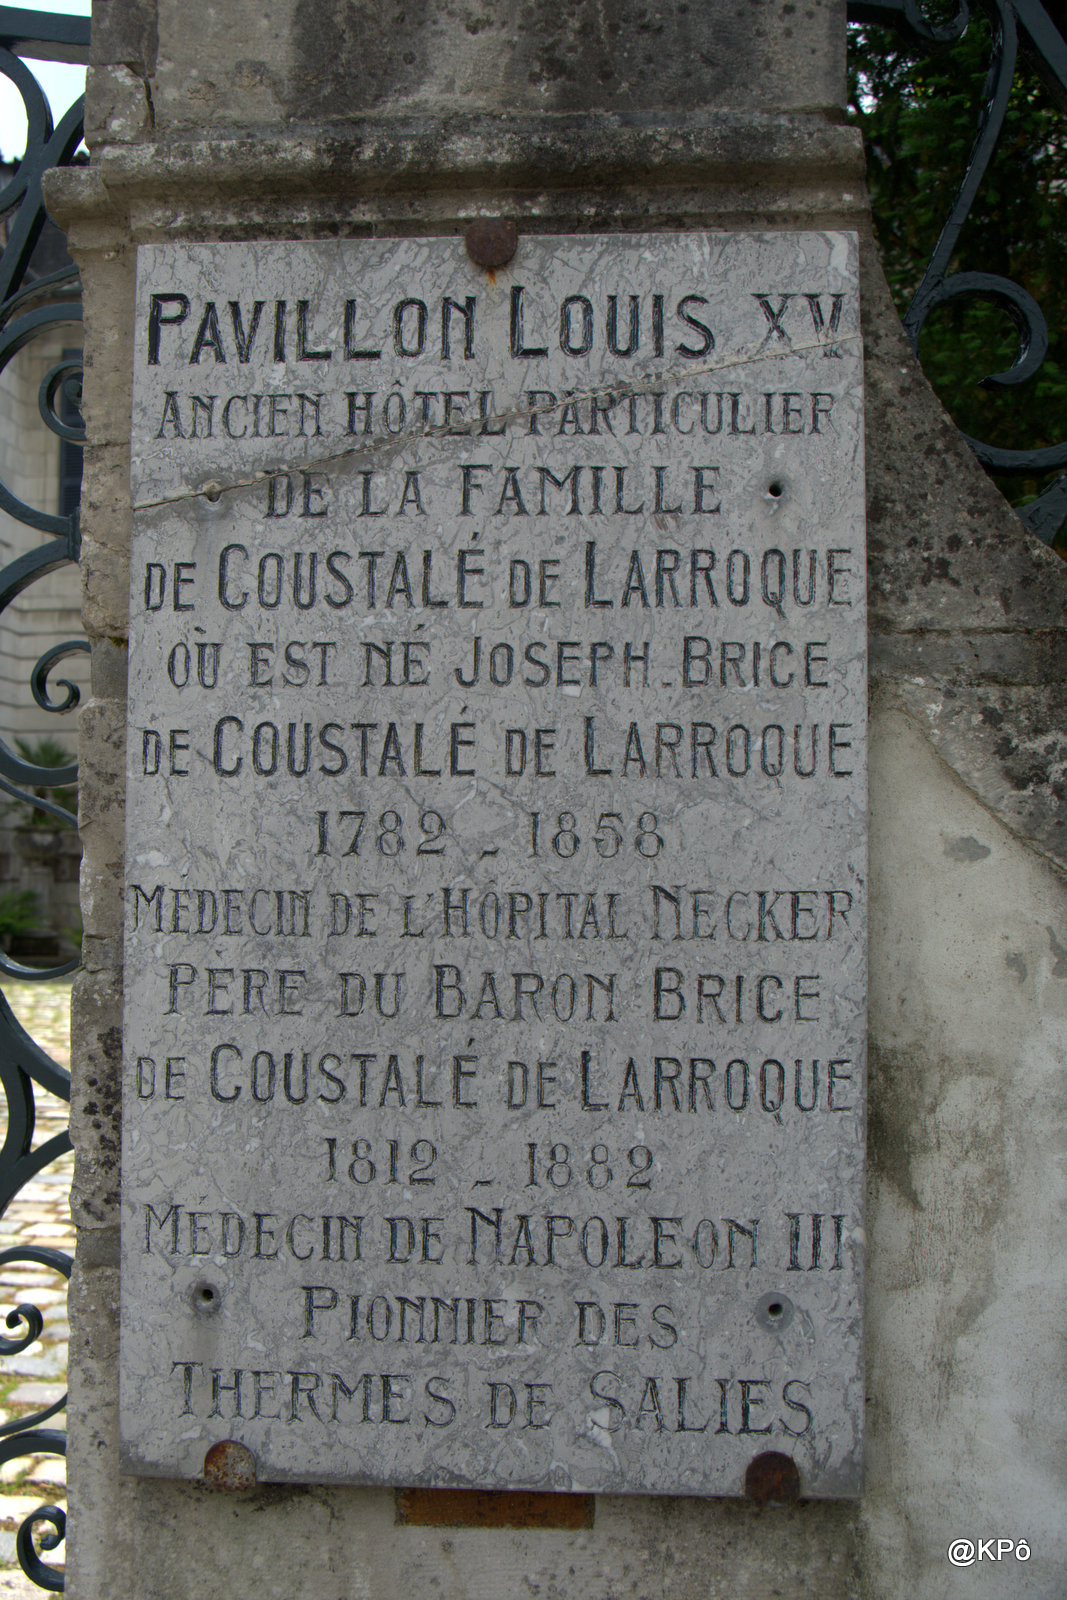 PAVILLON LOUIS XV
ANCIEN HÔTEL PARTICULIER
DE LA FAMILLE
DE COUSTALÉ DE LARROQUE
OÙ EST NÉ JOSEPH-BRICE
DE COUSTALÉ DE LARROQUE
1782 - 1858
MEDECIN DE L'HOPITAL NECKER
PÈRE DU BARON BRICE
DE COUSTALÉ DE LARROQUE
1812 - 1882
MEDECIN DE NAPOLEON III
PIONNIER DES
THERMES DE SALIES
@KPô